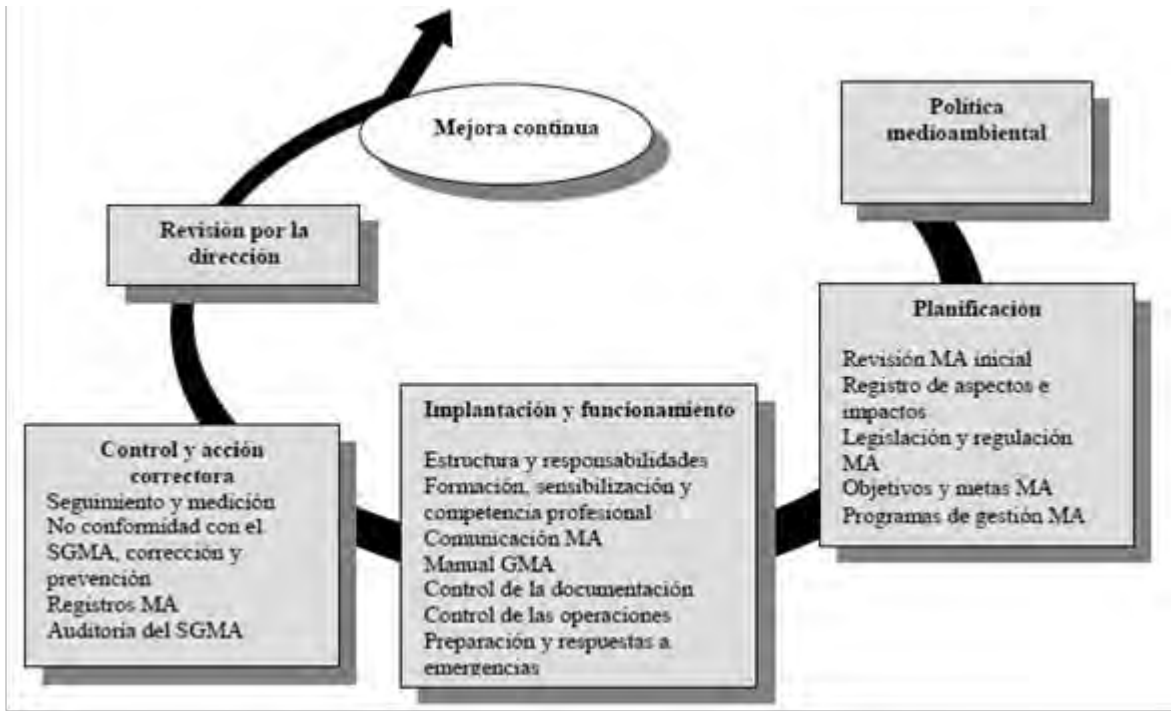 Mejora continua
Política
medioambiental
Revisión por la
dirección
Planificación
Revisión MA inicial
Registro de aspectos e
impactos
Legislación y regulación
MA
Objetivos y metas MA
Programas de gestión MA
Implantación y funcionamiento
Estructura y responsabilidades
Formación, sensibilización y
competencia profesional
Comunicación MA
Manual GMA
Control de la documentación
Control de las operaciones
Preparación y respuestas a
emergencias
Control y acción
correctora
Seguimiento y medición
No conformidad con el
SGMA, corrección y
prevención
Registros MA
Auditoría del SGMA